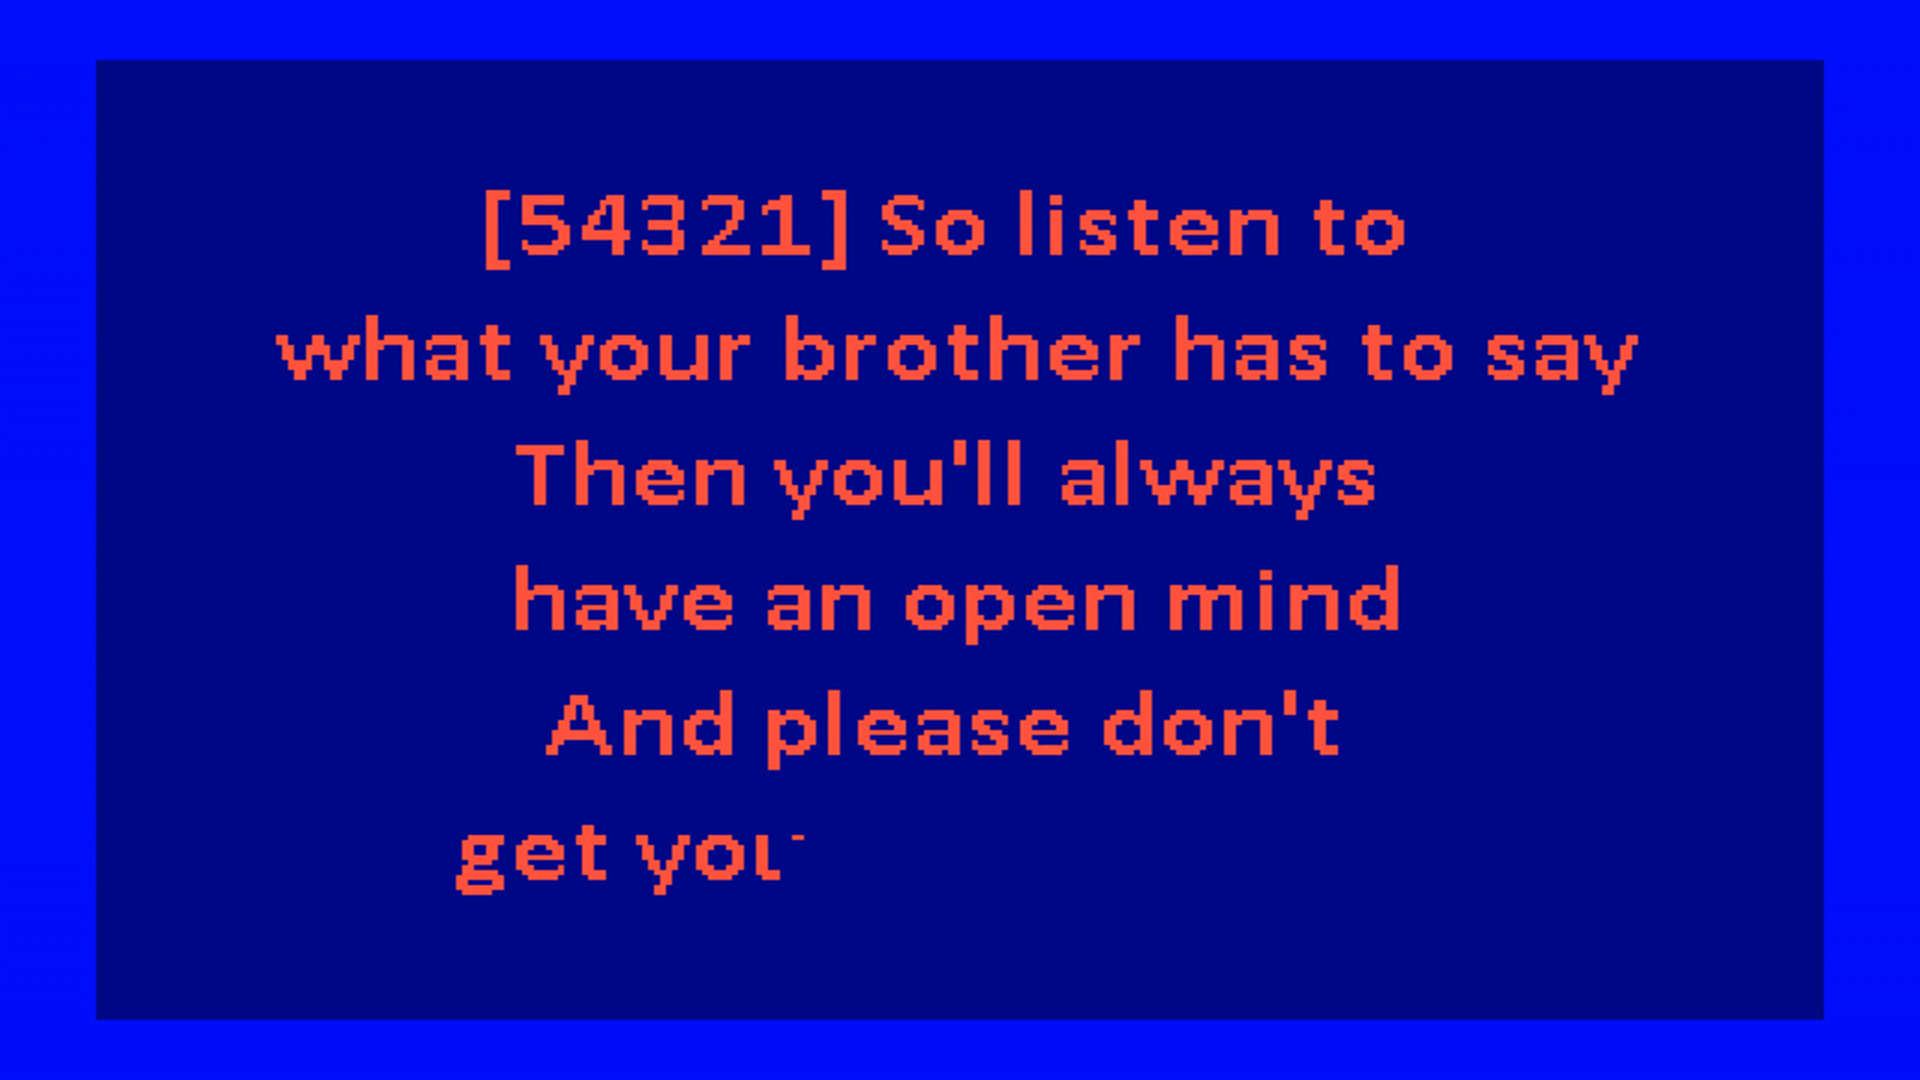 [54321] So listen to
what your brother has to say
Then you'll always
have an open mind
And please don't
get